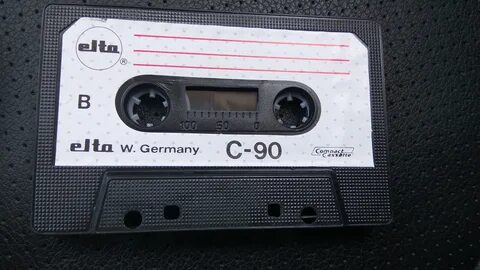 elta
®
B
100 50 0
elta W. Germany C-90 Compact Cassette